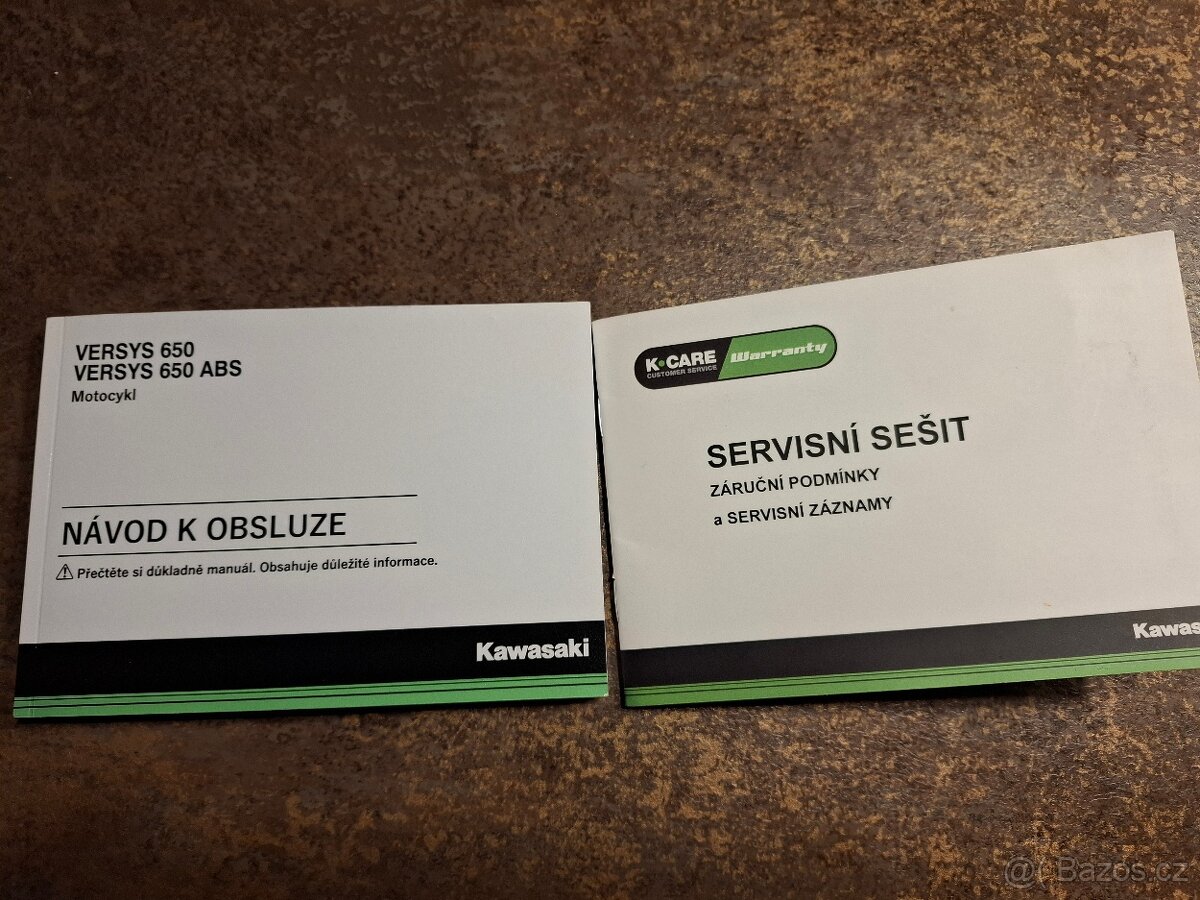 VERSYS 650
VERSYS 650 ABS
Motocykl
NÁVOD K OBSLUZE
Přečtěte si důkladně manuál. Obsahuje důležité informace.
Kawasaki
K•CARE Warranty
CUSTOMER SERVICE
SERVISNÍ SEŠIT
ZÁRUČNÍ PODMÍNKY
a SERVISNÍ ZÁZNAMY
Kawas
@( Bazos.cz